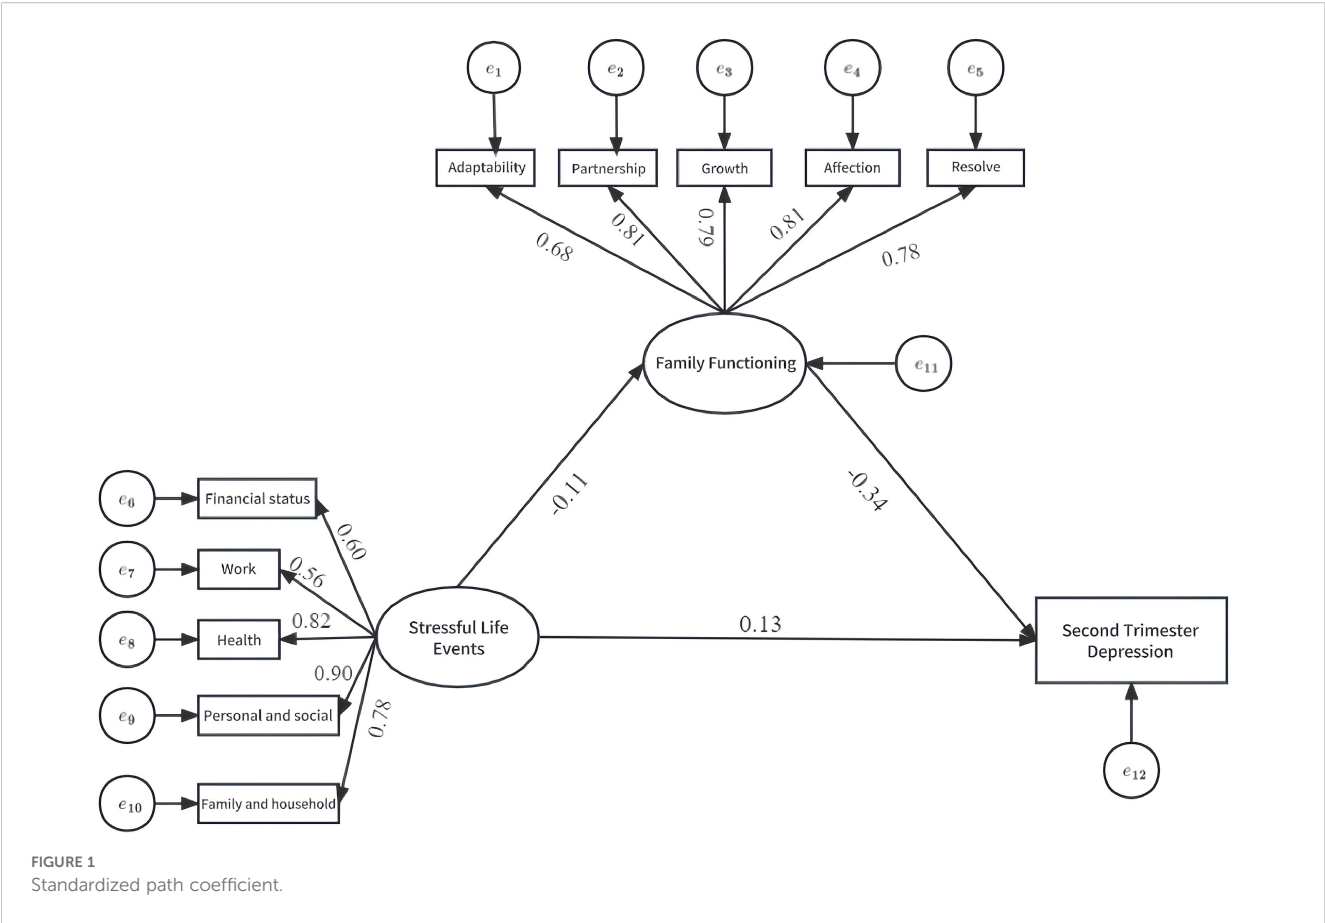 e1 e2 e3 e4 e5
Adaptability Partnership Growth Affection Resolve
0.68 0.81 0.79 0.81 0.78
Family Functioning e11
-0.11 -0.34
e6 Financial status 0.60
e7 Work 0.56
e8 Health 0.82
e9 Personal and social 0.90
e10 Family and household 0.78
Stressful Life
Events
0.13
Second Trimester
Depression
e12
FIGURE 1
Standardized path coefficient.